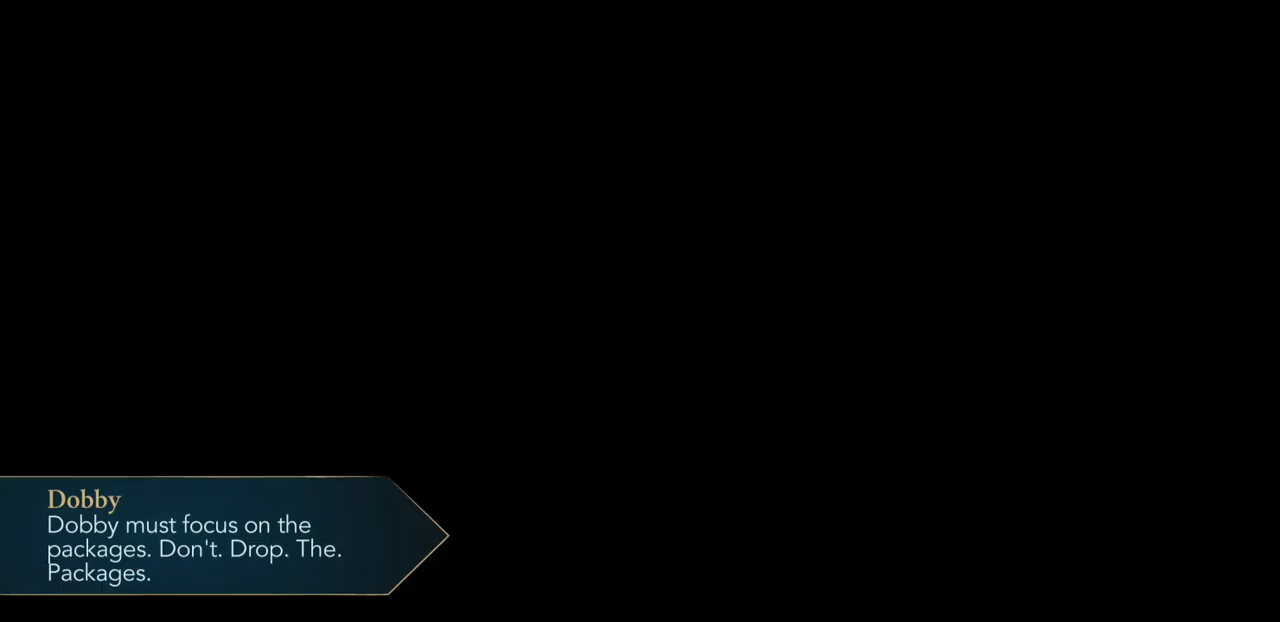 Dobby
Dobby must focus on the
packages. Don't. Drop. The.
Packages.